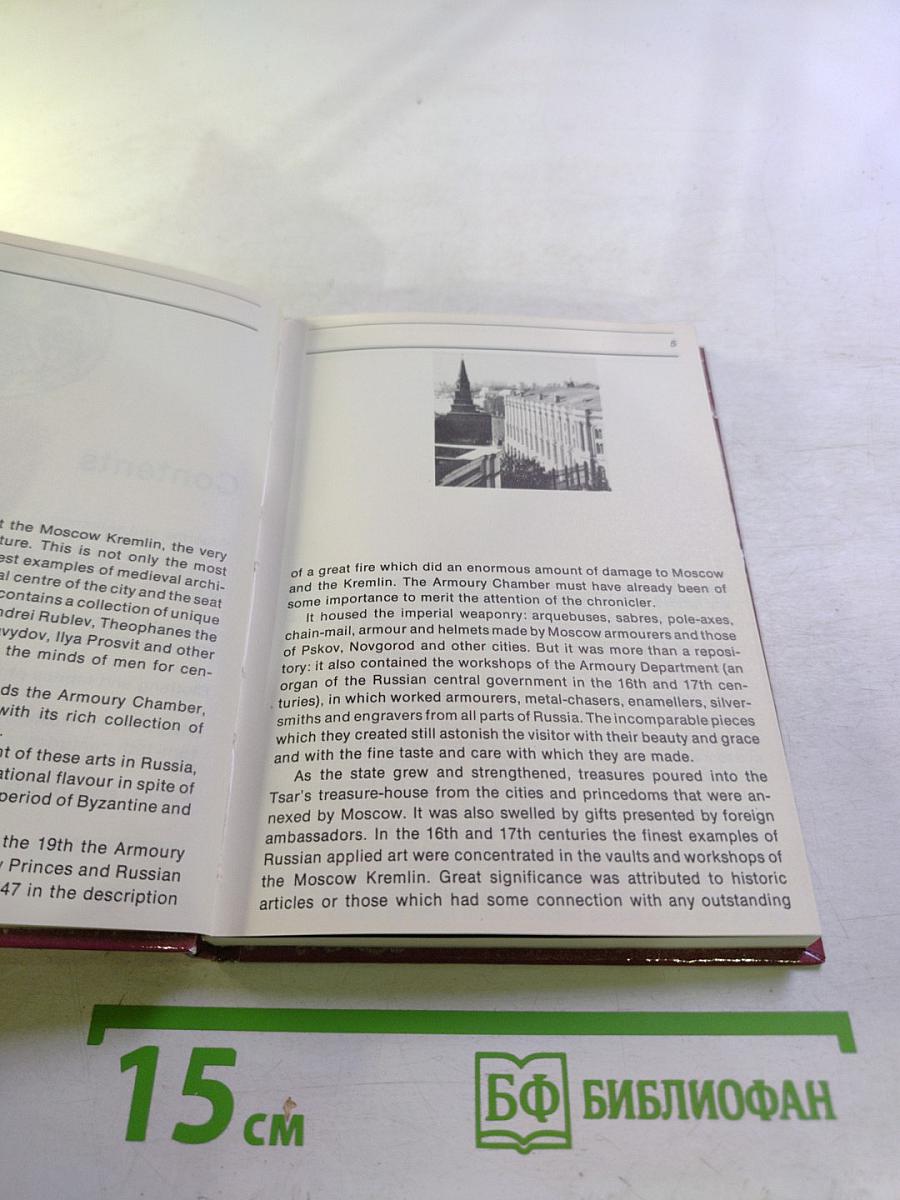 t the Moscow Kremlin, the very
ture. This is not only the most
est examples of medieval archi-
al centre of the city and the seat
contains a collection of unique
ndrei Rublev, Theophanes the
vydov, Ilya Prosvit and other
the minds of men for cen-
ds the Armoury Chamber,
with its rich collection of
nt of these arts in Russia,
ational flavour in spite of
period of Byzantine and
the 19th the Armoury
y Princes and Russian
47 in the description
Contents
5
of a great fire which did an enormous amount of damage to Moscow
and the Kremlin. The Armoury Chamber must have already been of
some importance to merit the attention of the chronicler.
It housed the imperial weaponry: arquebuses, sabres, pole-axes,
chain-mail, armour and helmets made by Moscow armourers and those
of Pskov, Novgorod and other cities. But it was more than a reposi-
tory: it also contained the workshops of the Armoury Department (an
organ of the Russian central government in the 16th and 17th cen-
turies), in which worked armourers, metal-chasers, enamellers, silver-
smiths and engravers from all parts of Russia. The incomparable pieces
which they created still astonish the visitor with their beauty and grace
and with the fine taste and care with which they are made.
As the state grew and strengthened, treasures poured into the
Tsar's treasure-house from the cities and princedoms that were an-
nexed by Moscow. It was also swelled by gifts presented by foreign
ambassadors. In the 16th and 17th centuries the finest examples of
Russian applied art were concentrated in the vaults and workshops of
the Moscow Kremlin. Great significance was attributed to historic
articles or those which had some connection with any outstanding
15 см
БФ БИБЛИОФАН